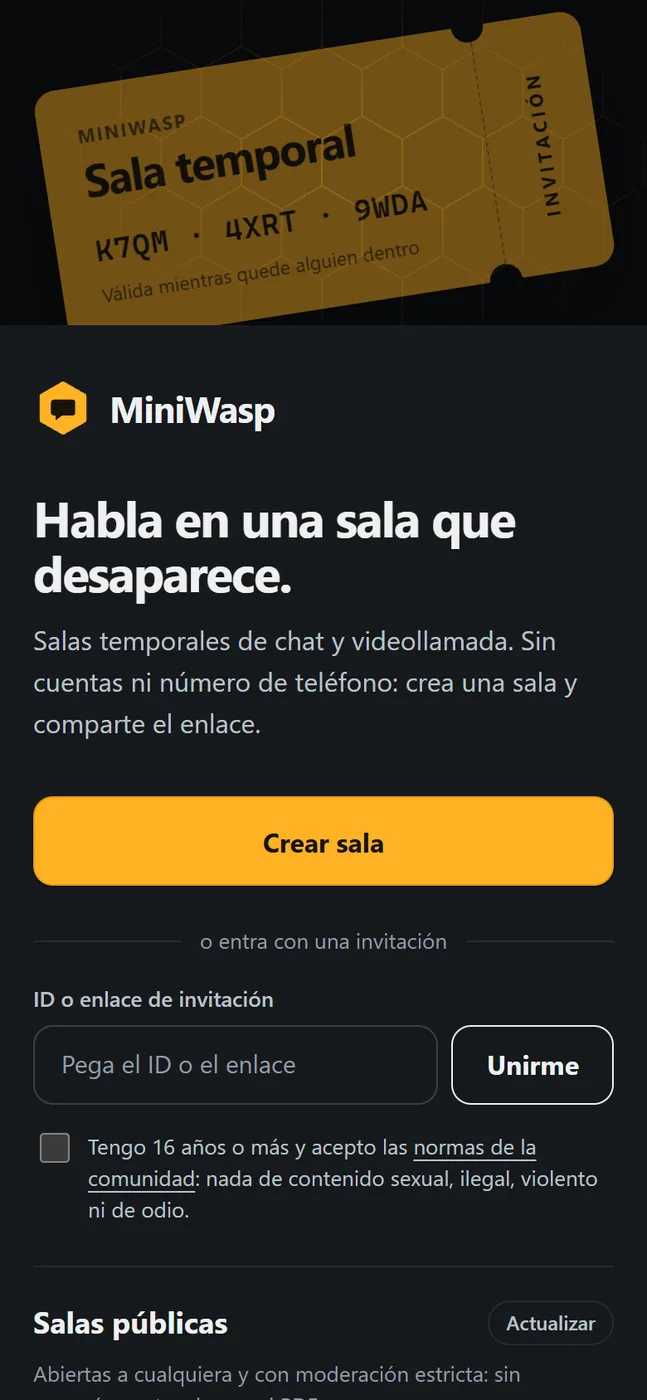 MINIWASP
Sala temporal
K7QM · 4XRT · 9WDA
Válida mientras quede alguien dentro
INVITACIÓN
MiniWasp
Habla en una sala que
desaparece.
Salas temporales de chat y videollamada. Sin
cuentas ni número de teléfono: crea una sala y
comparte el enlace.
Crear sala
o entra con una invitación
ID o enlace de invitación
Pega el ID o el enlace
Unirme
Tengo 16 años o más y acepto las normas de la
comunidad: nada de contenido sexual, ilegal, violento
ni de odio.
Salas públicas
Actualizar
Abiertas a cualquiera y con moderación estricta: sin